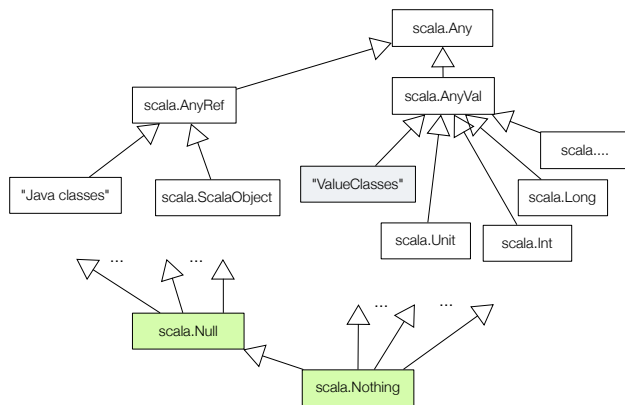 scala.Any
scala.AnyRef
scala.AnyVal
scala....
"Java classes"
scala.ScalaObject
"ValueClasses"
scala.Long
scala.Unit
scala.Int
...
...
...
...
scala.Null
scala.Nothing